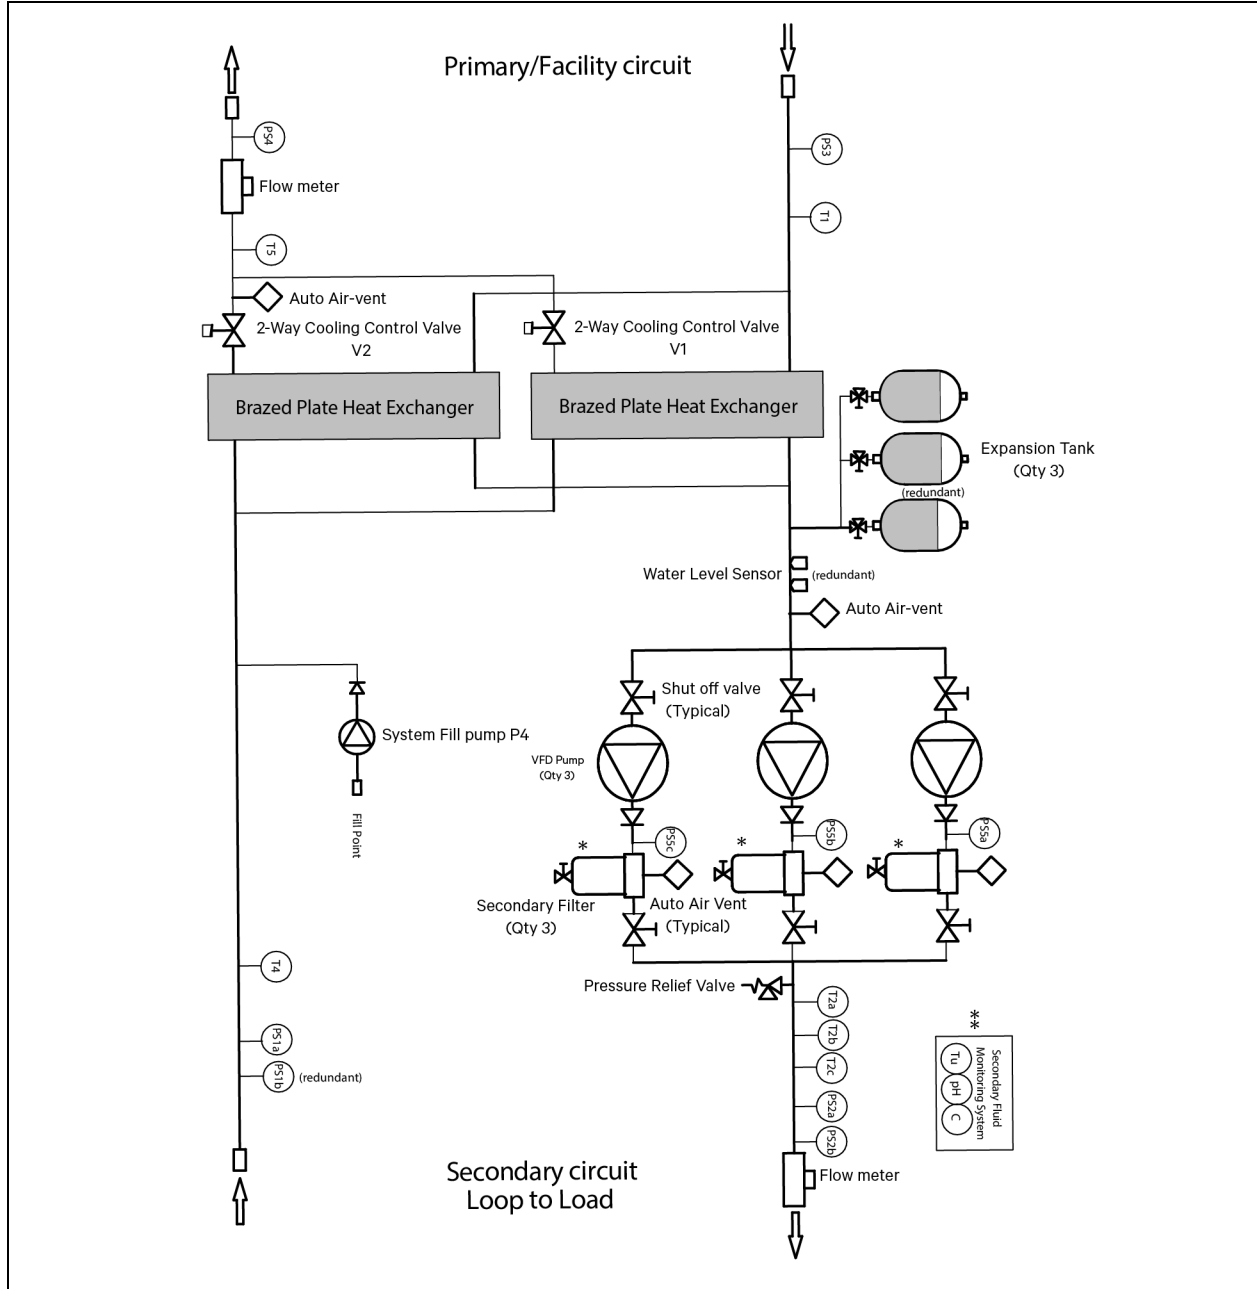 Primary/Facility circuit
PS4
PS3
Flow meter
T1
T5
Auto Air-vent
2-Way Cooling Control Valve
V2
2-Way Cooling Control Valve
V1
Brazed Plate Heat Exchanger
Brazed Plate Heat Exchanger
Expansion Tank
(Qty 3)
(redundant)
Water Level Sensor
(redundant)
Auto Air-vent
Shut off valve
(Typical)
System Fill pump P4
VFD Pump
(Qty 3)
Fill Point
PS5c
PS5b
PS5a
*
*
*
Secondary Filter
(Qty 3)
Auto Air Vent
(Typical)
T4
Pressure Relief Valve
T2a
T2b
T2c
PS2a
PS2b
PS1a
PS1b
(redundant)
**
Secondary Fluid
Monitoring System
Tu
pH
C
Secondary circuit
Loop to Load
Flow meter